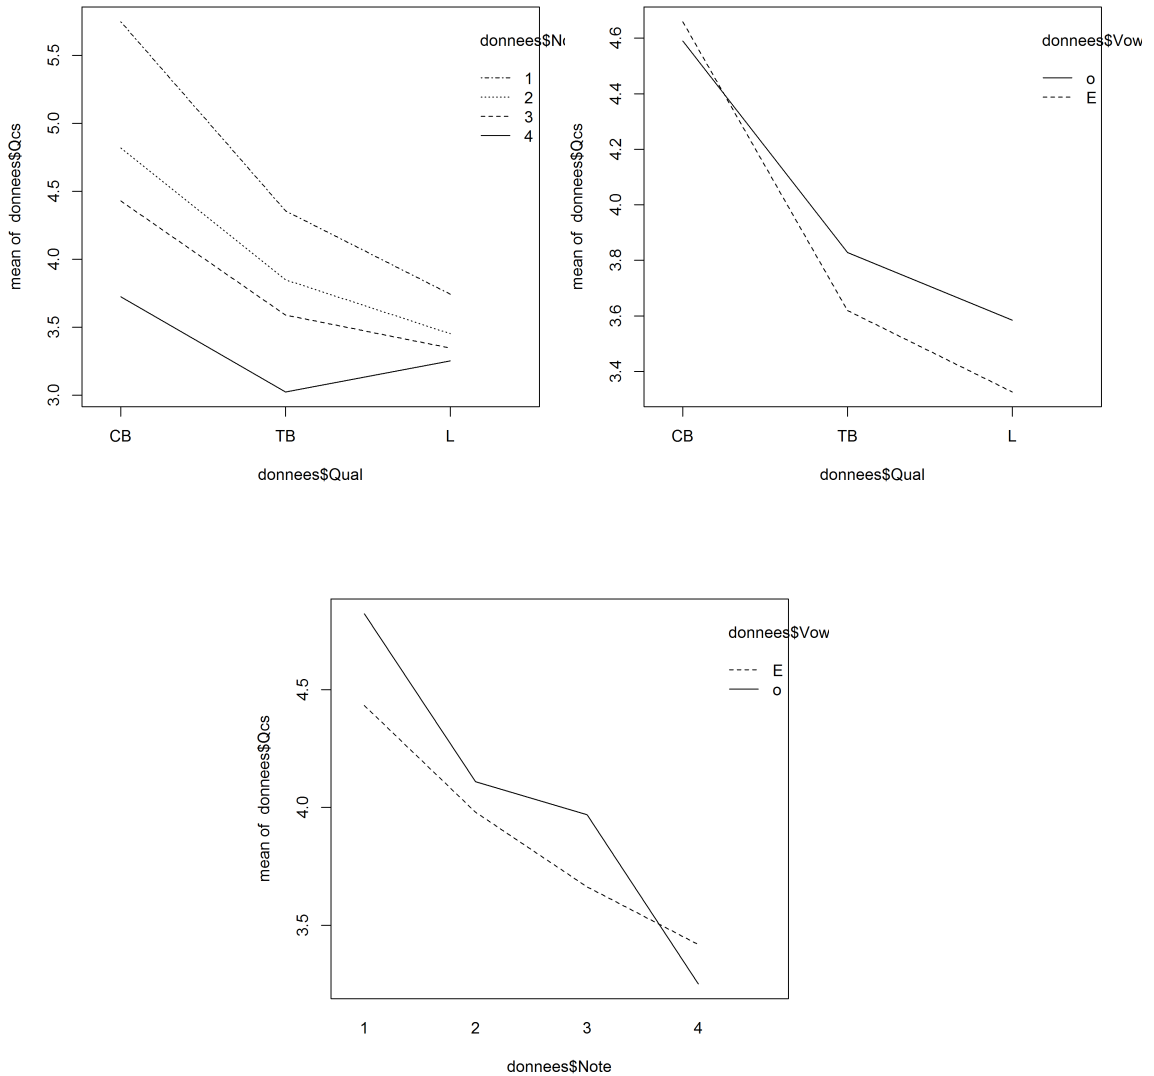 mean of  donnees$Qcs
3.0 3.5 4.0 4.5 5.0 5.5
donnees$No
1
2
3
4
CB TB L
donnees$Qual
mean of  donnees$Qcs
3.4 3.6 3.8 4.0 4.2 4.4 4.6
donnees$Vow
o
E
CB TB L
donnees$Qual
mean of  donnees$Qcs
3.5 4.0 4.5
donnees$Vow
E
o
1 2 3 4
donnees$Note